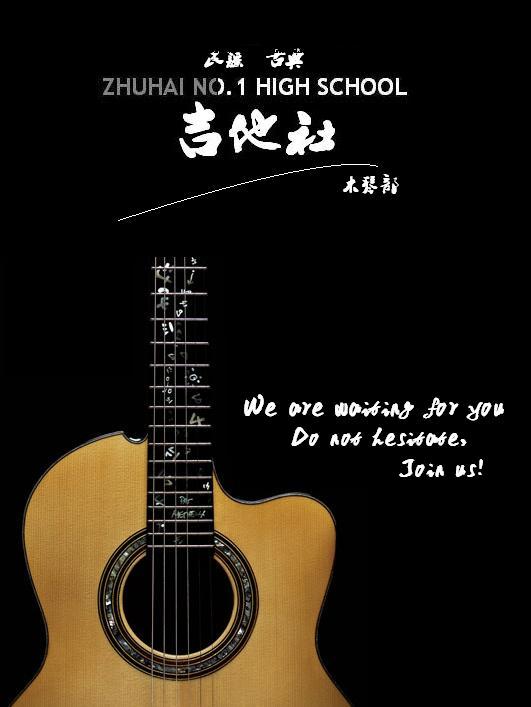 民谣 古典
ZHUHAI NO.1 HIGH SCHOOL
吉他社
木琴部
We are waiting for you
Do not hesitate,
Join us!